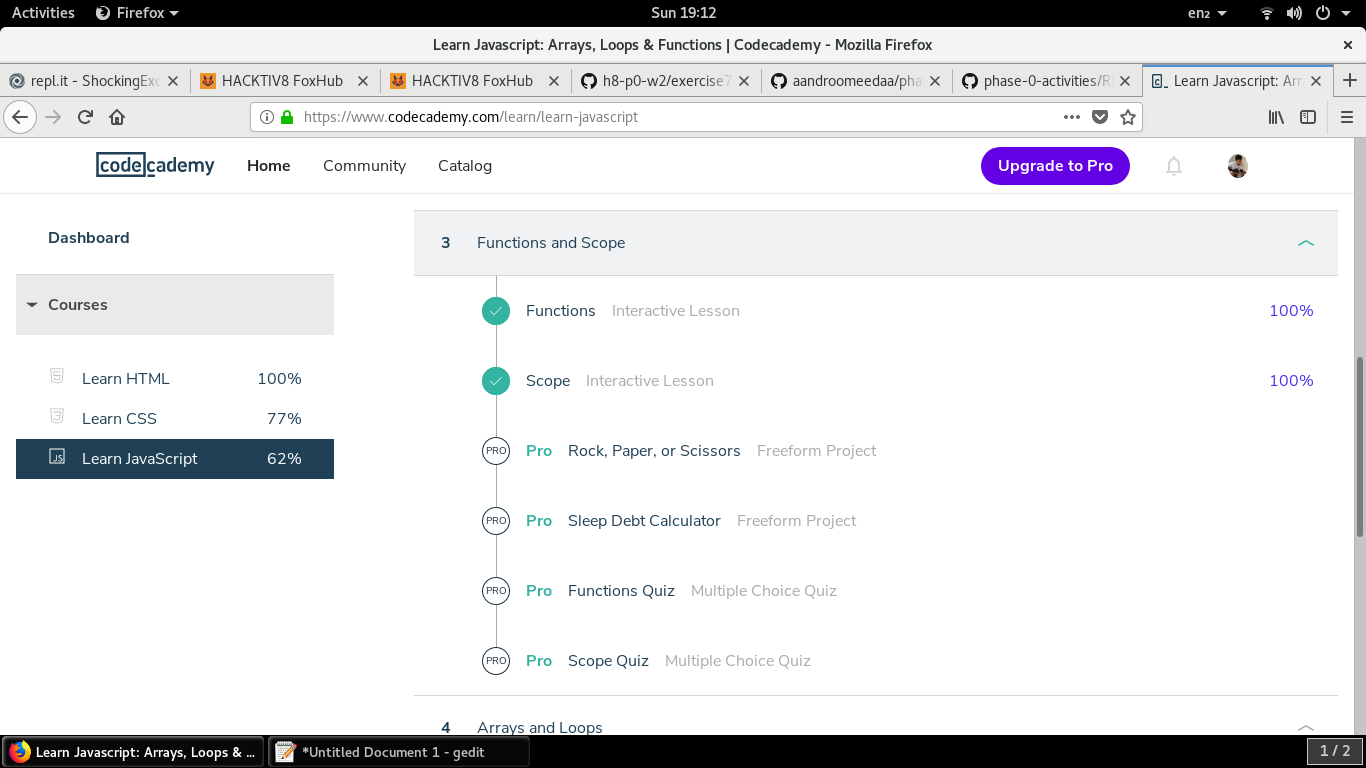 Activities Firefox Sun 19:12 en₂
Learn Javascript: Arrays, Loops & Functions | Codecademy - Mozilla Firefox
repl.it - ShockingExc HACKTIV8 FoxHub HACKTIV8 FoxHub h8-p0-w2/exercise7 aandroomeedaa/pha phase-0-activities/R Learn Javascript: Arr
https://www.codecademy.com/learn/learn-javascript
codecademy Home Community Catalog Upgrade to Pro
Dashboard
Courses
Learn HTML 100%
Learn CSS 77%
JS Learn JavaScript 62%
3 Functions and Scope
Functions Interactive Lesson 100%
Scope Interactive Lesson 100%
PRO Pro Rock, Paper, or Scissors Freeform Project
PRO Pro Sleep Debt Calculator Freeform Project
PRO Pro Functions Quiz Multiple Choice Quiz
PRO Pro Scope Quiz Multiple Choice Quiz
4 Arrays and Loops
Learn Javascript: Arrays, Loops & ... *Untitled Document 1 - gedit 1 / 2